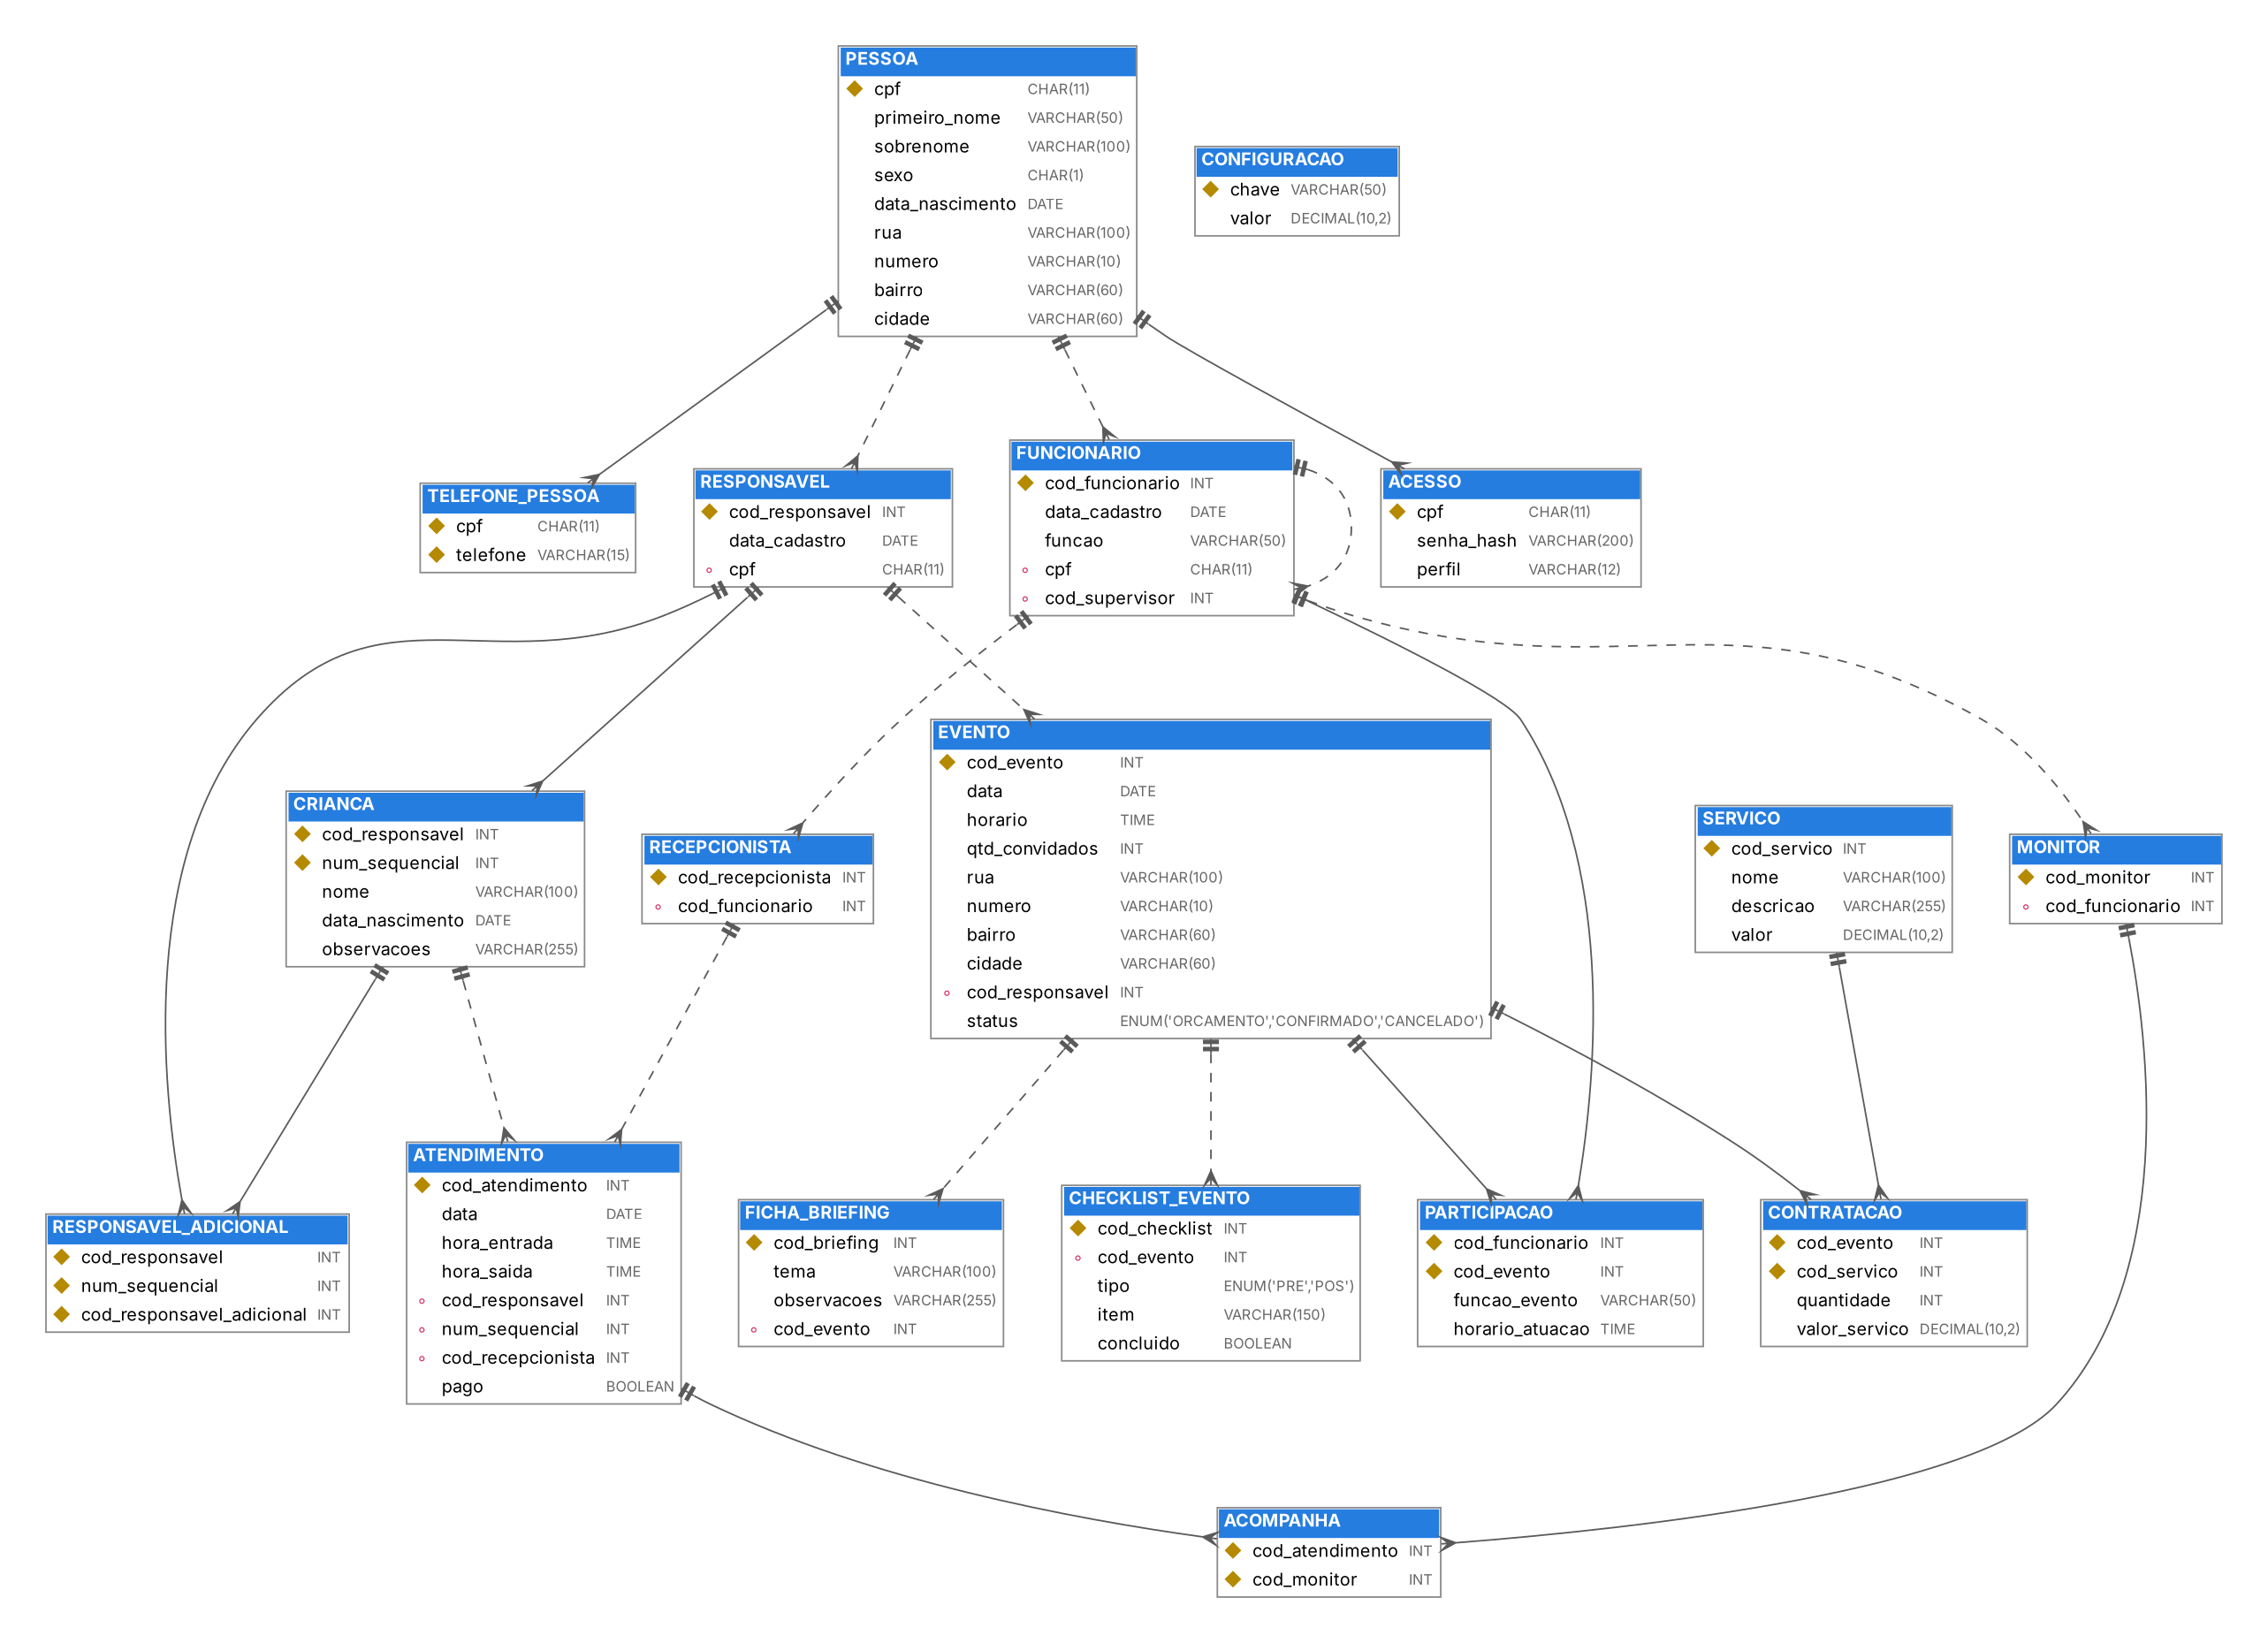 PESSOA
cpf CHAR(11)
primeiro_nome VARCHAR(50)
sobrenome VARCHAR(100)
sexo CHAR(1)
data_nascimento DATE
rua VARCHAR(100)
numero VARCHAR(10)
bairro VARCHAR(60)
cidade VARCHAR(60)
CONFIGURACAO
chave VARCHAR(50)
valor DECIMAL(10,2)
TELEFONE_PESSOA
cpf CHAR(11)
telefone VARCHAR(15)
RESPONSAVEL
cod_responsavel INT
data_cadastro DATE
cpf CHAR(11)
FUNCIONARIO
cod_funcionario INT
data_cadastro DATE
funcao VARCHAR(50)
cpf CHAR(11)
cod_supervisor INT
ACESSO
cpf CHAR(11)
senha_hash VARCHAR(200)
perfil VARCHAR(12)
CRIANCA
cod_responsavel INT
num_sequencial INT
nome VARCHAR(100)
data_nascimento DATE
observacoes VARCHAR(255)
RECEPCIONISTA
cod_recepcionista INT
cod_funcionario INT
EVENTO
cod_evento INT
data DATE
horario TIME
qtd_convidados INT
rua VARCHAR(100)
numero VARCHAR(10)
bairro VARCHAR(60)
cidade VARCHAR(60)
cod_responsavel INT
status ENUM('ORCAMENTO','CONFIRMADO','CANCELADO')
SERVICO
cod_servico INT
nome VARCHAR(100)
descricao VARCHAR(255)
valor DECIMAL(10,2)
MONITOR
cod_monitor INT
cod_funcionario INT
RESPONSAVEL_ADICIONAL
cod_responsavel INT
num_sequencial INT
cod_responsavel_adicional INT
ATENDIMENTO
cod_atendimento INT
data DATE
hora_entrada TIME
hora_saida TIME
cod_responsavel INT
num_sequencial INT
cod_recepcionista INT
pago BOOLEAN
FICHA_BRIEFING
cod_briefing INT
tema VARCHAR(100)
observacoes VARCHAR(255)
cod_evento INT
CHECKLIST_EVENTO
cod_checklist INT
cod_evento INT
tipo ENUM('PRE','POS')
item VARCHAR(150)
concluido BOOLEAN
PARTICIPACAO
cod_funcionario INT
cod_evento INT
funcao_evento VARCHAR(50)
horario_atuacao TIME
CONTRATACAO
cod_evento INT
cod_servico INT
quantidade INT
valor_servico DECIMAL(10,2)
ACOMPANHA
cod_atendimento INT
cod_monitor INT